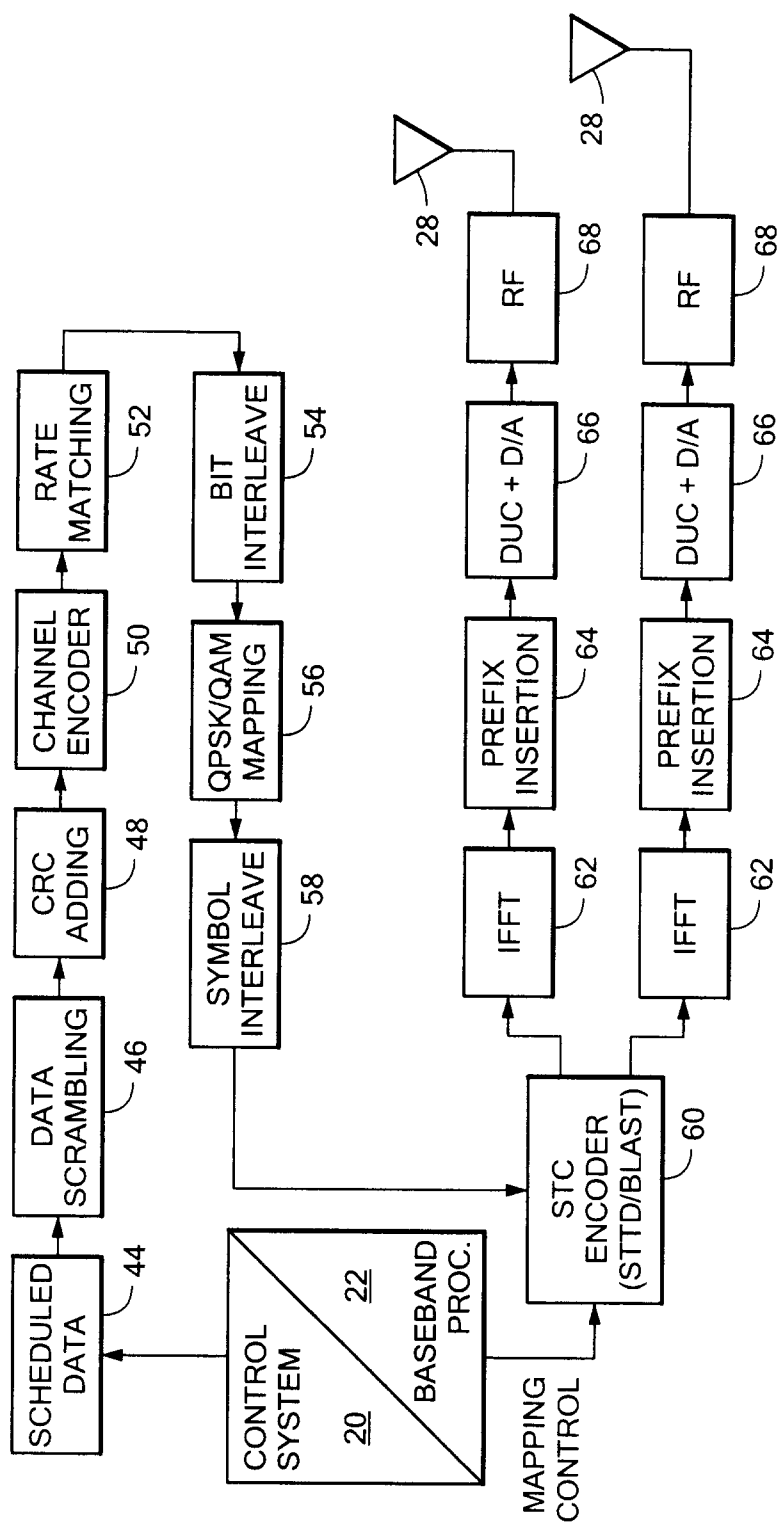 SCHEDULED
DATA
44
DATA
SCRAMBLING
46
CRC
ADDING
48
CHANNEL
ENCODER
50
RATE
MATCHING
52
BIT
INTERLEAVE
54
QPSK/QAM
MAPPING
56
SYMBOL
INTERLEAVE
58
CONTROL
SYSTEM
20
22
BASEBAND
PROC.
MAPPING
CONTROL
STC
ENCODER
(STTD/BLAST)
60
IFFT
62
PREFIX
INSERTION
64
DUC + D/A
66
RF
68
28
IFFT
62
PREFIX
INSERTION
64
DUC + D/A
66
RF
68
28